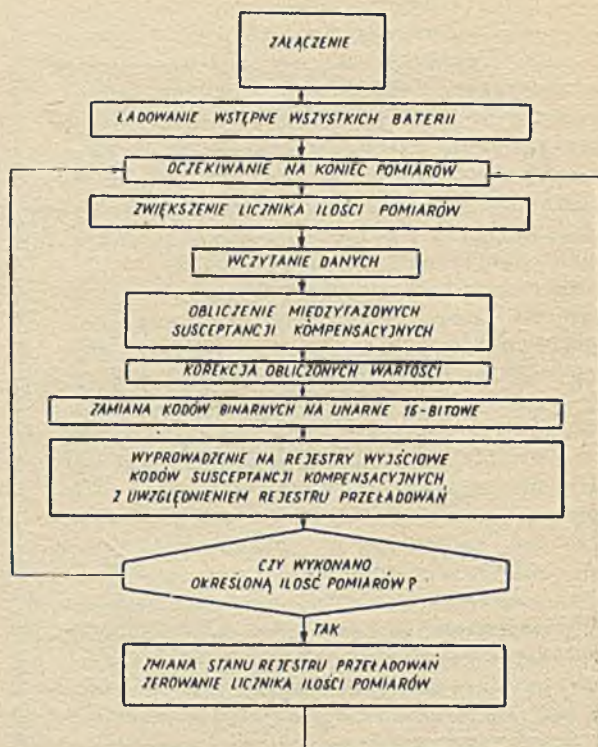 ZAŁĄCZENIE
ŁADOWANIE WSTĘPNE WSZYSTKICH BATERII
OCZEKIWANIE NA KONIEC POMIARÓW
ZWIĘKSZENIE LICZNIKA ILOŚCI POMIARÓW
WCZYTANIE DANYCH
OBLICZENIE MIĘDZYFAZOWYCH
SUSCEPTANCJI KOMPENSACYJNYCH
KOREKCJA OBLICZONYCH WARTOŚCI
ZAMIANA KODÓW BINARNYCH NA UNARNE 16-BITOWE
WYPROWADZENIE NA REJESTRY WYJŚCIOWE
KODÓW SUSCEPTANCJI KOMPENSACYJNYCH
Z UWZGLĘDNIENIEM REJESTRU PRZEŁADOWAŃ
CZY WYKONANO
OKREŚLONĄ ILOŚĆ POMIARÓW?
TAK
ZMIANA STANU REJESTRU PRZEŁADOWAŃ
ZEROWANIE LICZNIKA ILOŚCI POMIARÓW